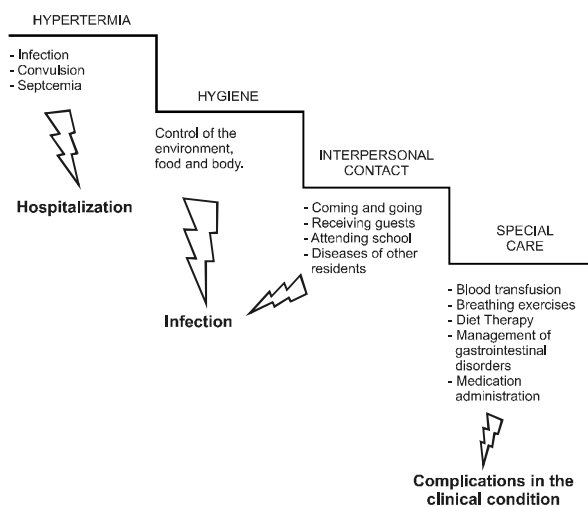 HYPERTERMIA
- Infection
- Convulsion
- Septcemia
Hospitalization
HYGIENE
Control of the
environment,
food and body.
Infection
INTERPERSONAL
CONTACT
- Coming and going
- Receiving guests
- Attending school
- Diseases of other
residents
SPECIAL
CARE
- Blood transfusion
- Breathing exercises
- Diet Therapy
- Management of
gastrointestinal
disorders
- Medication
administration
Complications in the
clinical condition